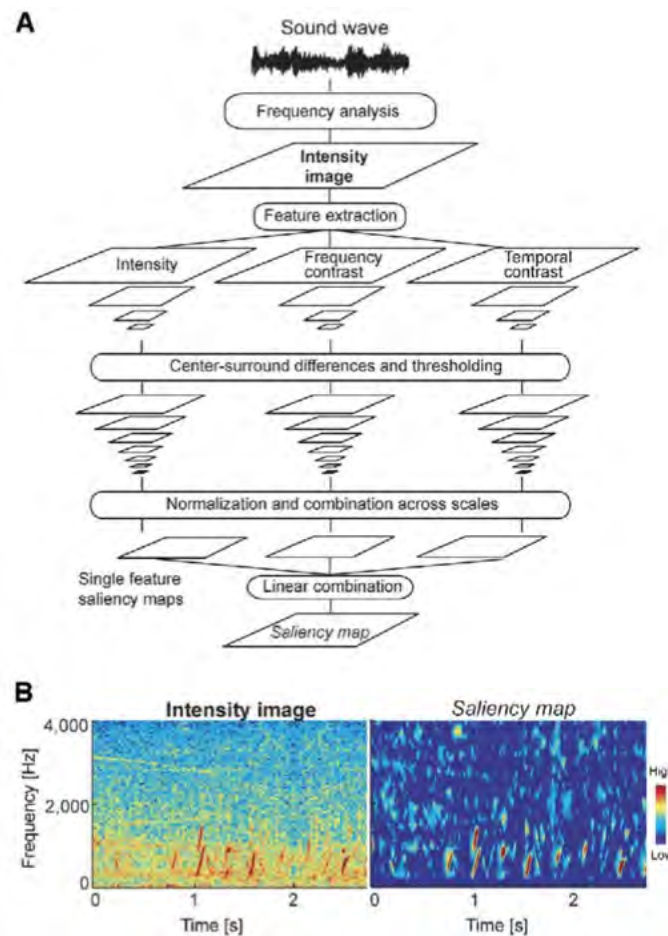 A
Sound wave
Frequency analysis
Intensity
image
Feature extraction
Intensity
Frequency
contrast
Temporal
contrast
Center-surround differences and thresholding
Normalization and combination across scales
Single feature
saliency maps
Linear combination
Saliency map
B
Intensity image
Saliency map
4,000
2,000
0
Frequency [Hz]
0
1
2
Time [s]
0
1
2
Time [s]
Hig
Low